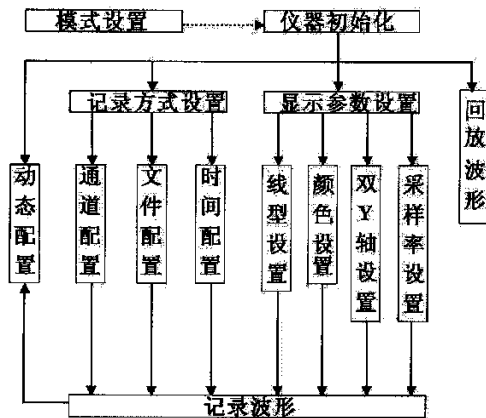 模式设置
仪器初始化
记录方式设置
显示参数设置
回放波形
动态配置
通道配置
文件配置
时间配置
线型设置
颜色设置
双Y轴设置
采样率设置
记录波形